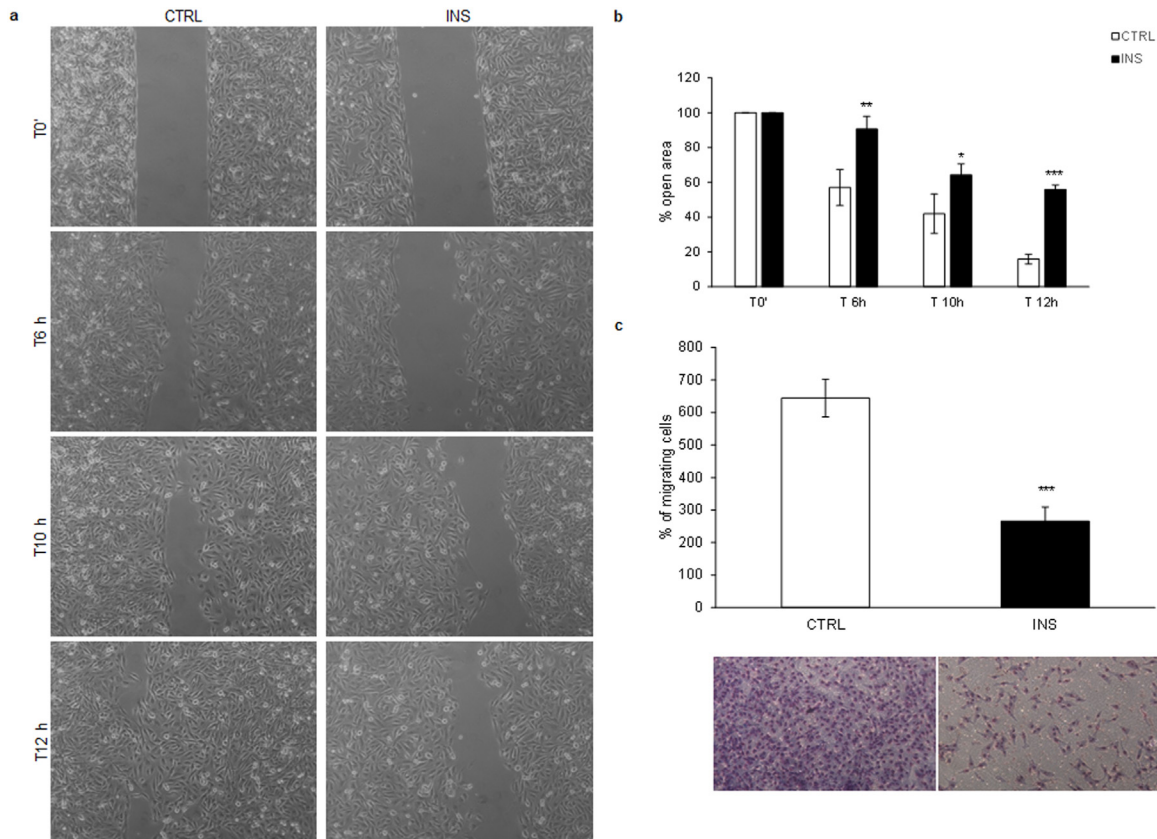 a
CTRL
INS
T0'
T6 h
T10 h
T12 h
b
CTRL
INS
% open area
120
100
80
60
40
20
0
**
*
***
T0'
T 6h
T 10h
T 12h
c
% of migrating cells
800
700
600
500
400
300
200
100
0
***
CTRL
INS